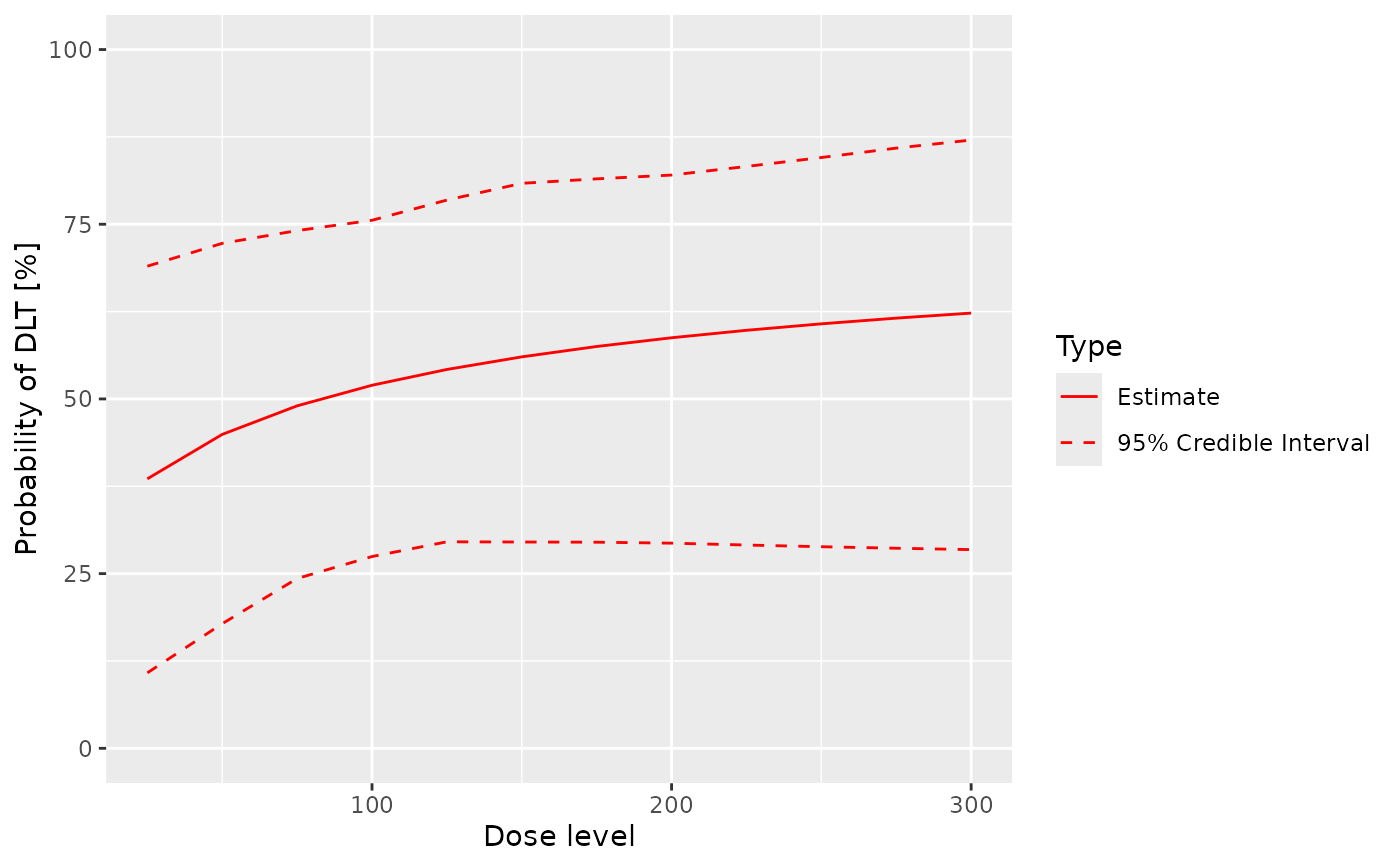 Probability of DLT [%]
100
75
50
25
0
100
200
300
Dose level
Type
Estimate
95% Credible Interval